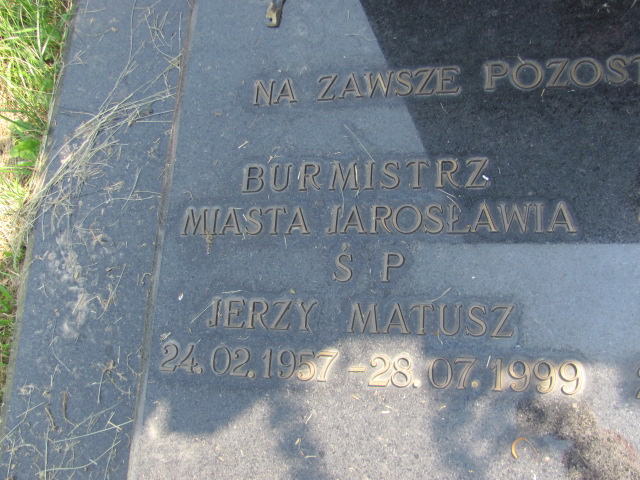 NA ZAWSZE
BURMISTRZ
MIASTA JAROSŁAWIA
Ś P
JERZY MATUSZ
24.02.1957 - 28.07.1999